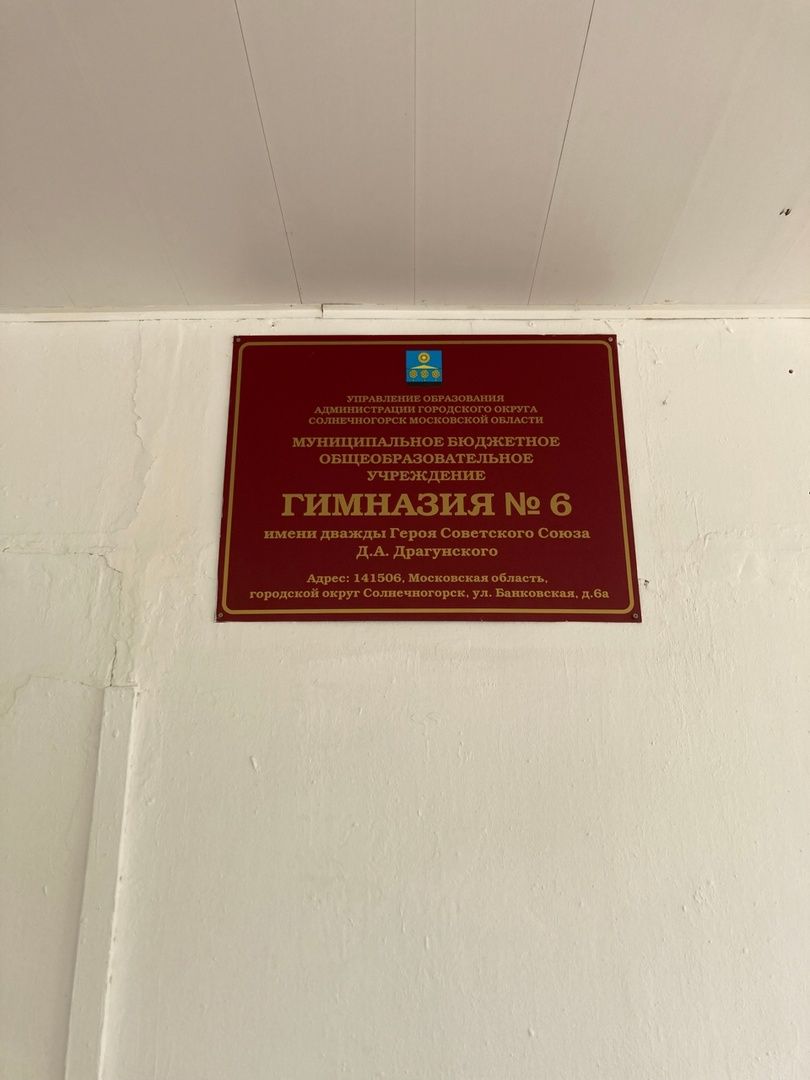 УПРАВЛЕНИЕ ОБРАЗОВАНИЯ
АДМИНИСТРАЦИИ ГОРОДСКОГО ОКРУГА
СОЛНЕЧНОГОРСК МОСКОВСКОЙ ОБЛАСТИ
МУНИЦИПАЛЬНОЕ БЮДЖЕТНОЕ
ОБЩЕОБРАЗОВАТЕЛЬНОЕ
УЧРЕЖДЕНИЕ
ГИМНАЗИЯ № 6
имени дважды Героя Советского Союза
Д.А. Драгунского
Адрес: 141506, Московская область,
городской округ Солнечногорск, ул. Банковская, д.6а